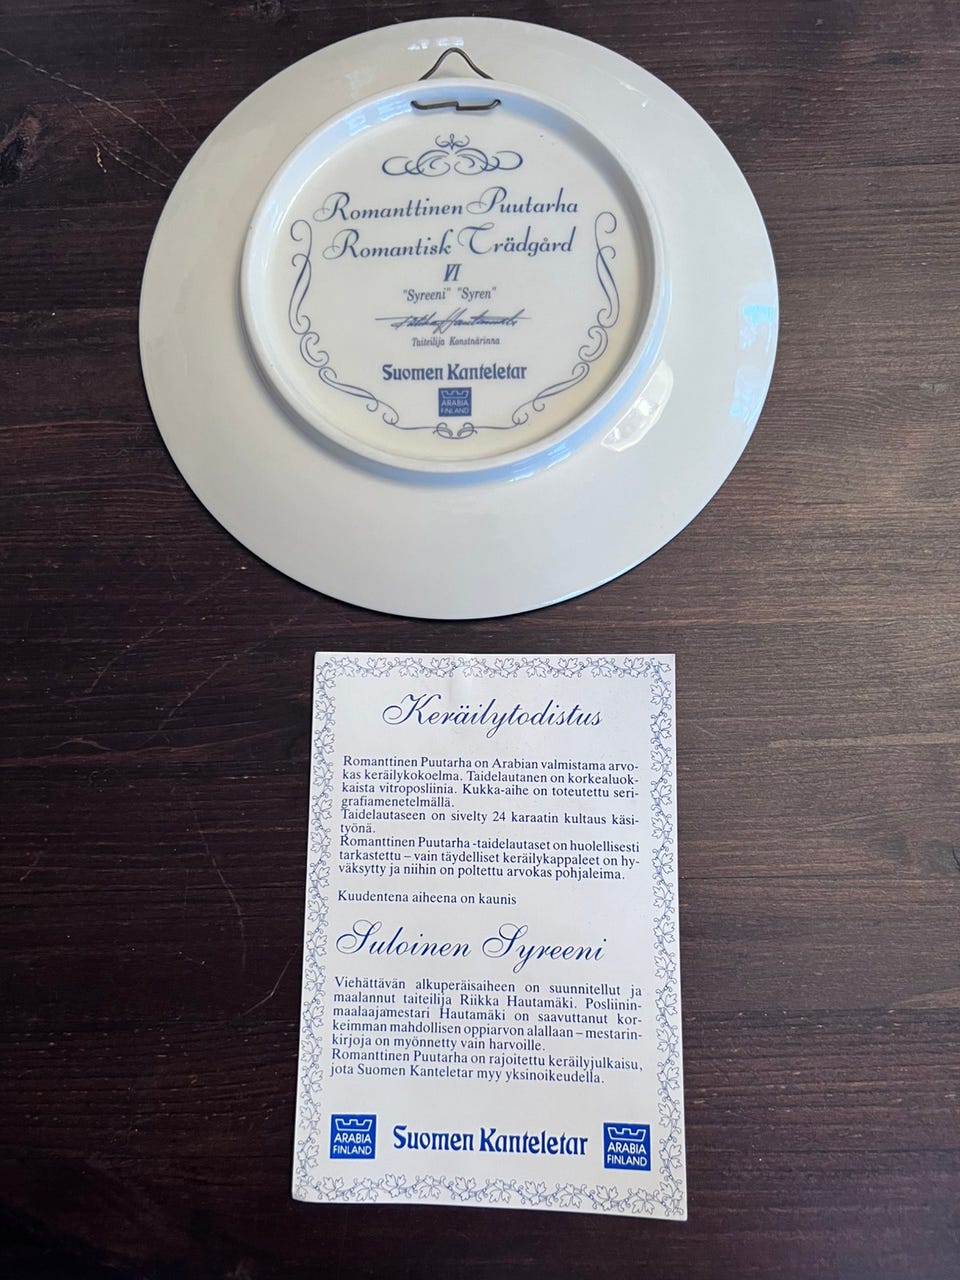 Romanttinen Puutarha
Romantisk Trädgård
VI
"Syreeni" "Syren"
Taiteilija Konstnärinna
Suomen Kanteletar
ARABIA
FINLAND
Keräilytodistus
Romanttinen Puutarha on Arabian valmistama arvo-
kas keräilykokoelma. Taidelautanen on korkealuok-
kaista vitroposliinia. Kukka-aihe on toteutettu seri-
grafiamenetelmällä.
Taidelautaseen on sivelty 24 karaatin kultaus käsi-
työnä.
Romanttinen Puutarha -taidelautaset on huolellisesti
tarkastettu – vain täydelliset keräilykappaleet on hy-
väksytty ja niihin on poltettu arvokas pohjaleima.
Kuudentena aiheena on kaunis
Suloinen Syreeni
Viehättävän alkuperäisaiheen on suunnitellut ja
maalannut taiteilija Riikka Hautamäki. Posliinin-
maalaajamestari Hautamäki on saavuttanut kor-
keimman mahdollisen oppiarvon alallaan – mestarin-
kirjoja on myönnetty vain harvoille.
Romanttinen Puutarha on rajoitettu keräilyjulkaisu,
jota Suomen Kanteletar myy yksinoikeudella.
ARABIA
FINLAND
Suomen Kanteletar
ARABIA
FINLAND